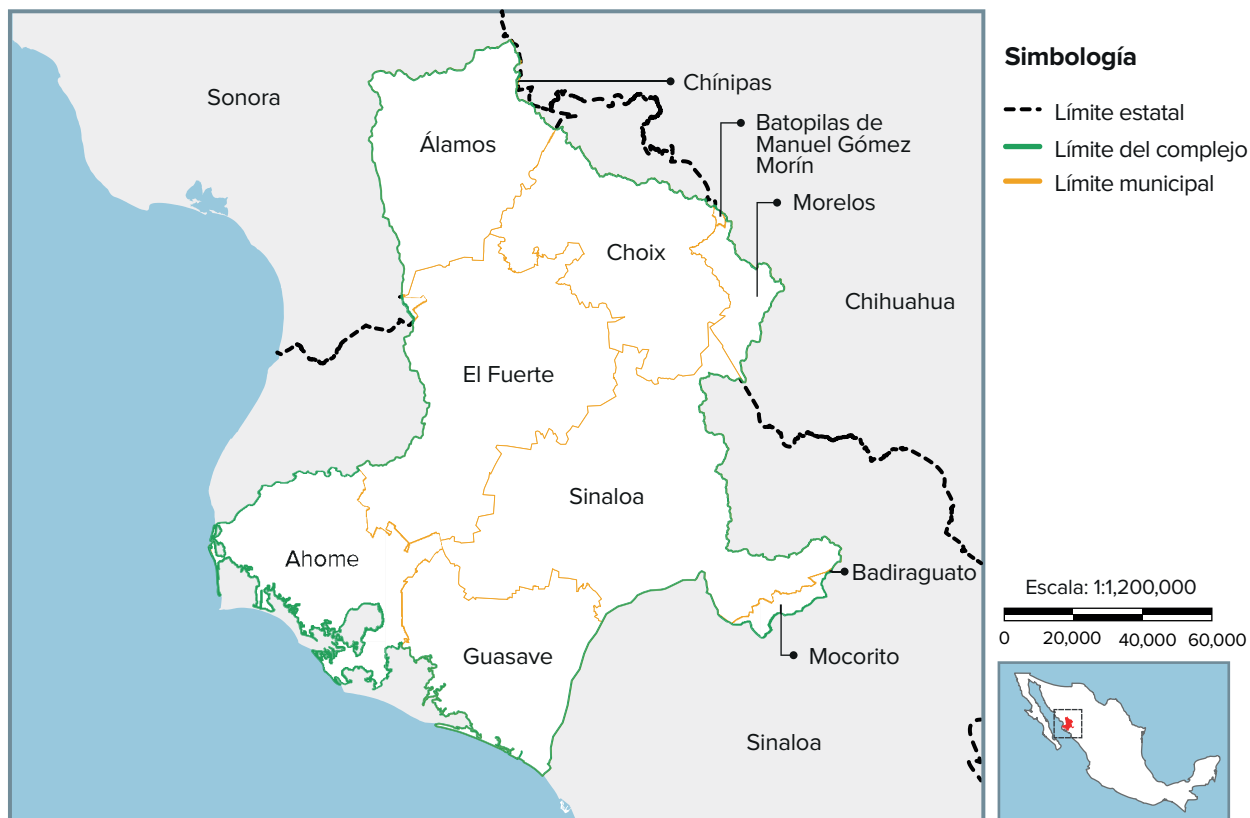 Sonora
Álamos
Chínipas
Batopilas de
Manuel Gómez
Morín
Morelos
Choix
Chihuahua
El Fuerte
Sinaloa
Ahome
Badiraguato
Guasave
Mocorito
Sinaloa
Simbología
Límite estatal
Límite del complejo
Límite municipal
Escala: 1:1,200,000
0 20,000 40,000 60,000